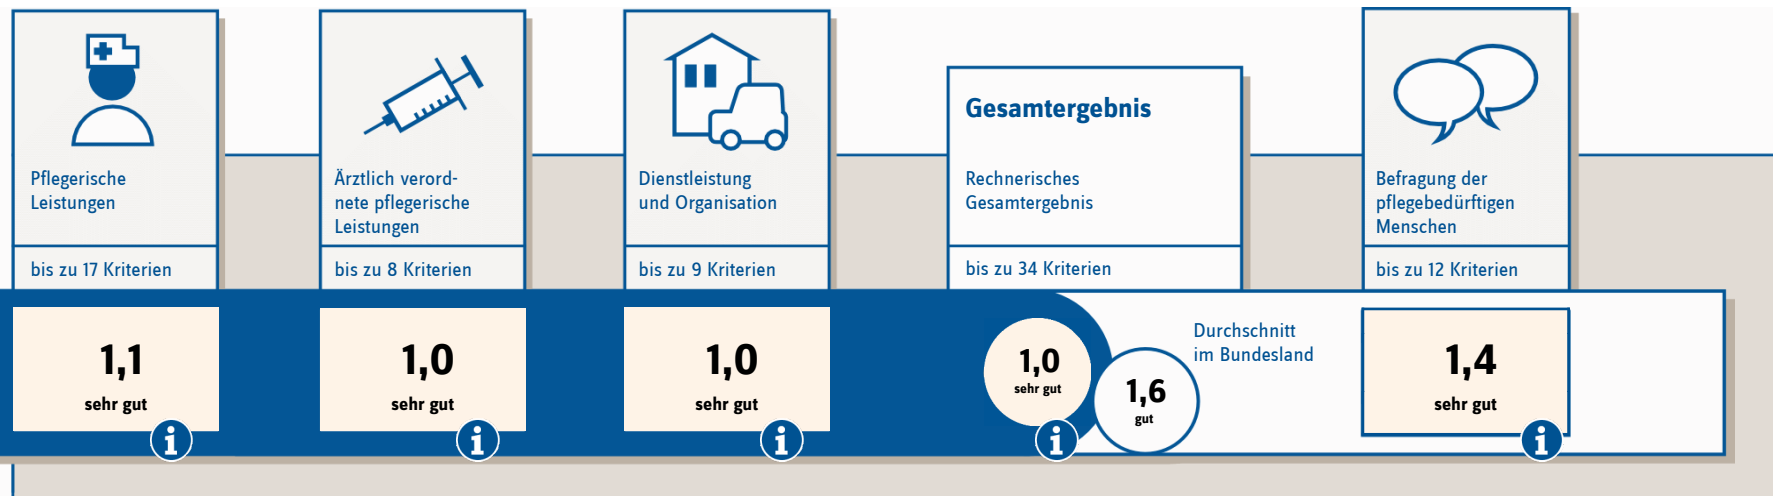 Pflegerische
Leistungen
bis zu 17 Kriterien
1,1
sehr gut
i
Ärztlich verord-
nete pflegerische
Leistungen
bis zu 8 Kriterien
1,0
sehr gut
i
Dienstleistung
und Organisation
bis zu 9 Kriterien
1,0
sehr gut
i
Gesamtergebnis
Rechnerisches
Gesamtergebnis
bis zu 34 Kriterien
1,0
sehr gut
i
1,6
gut
Durchschnitt
im Bundesland
Befragung der
pflegebedürftigen
Menschen
bis zu 12 Kriterien
1,4
sehr gut
i